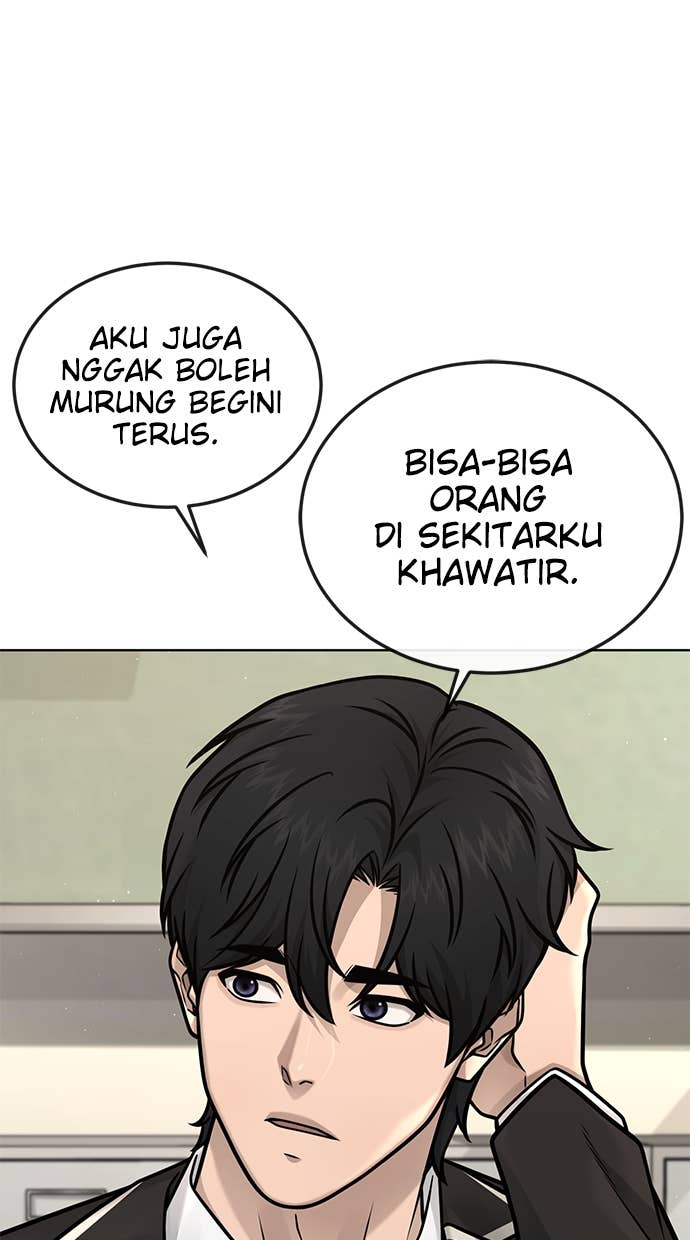 AKU JUGA
NGGAK BOLEH
MURUNG BEGINI
TERUS.
BISA-BISA
ORANG
DI SEKITARKU
KHAWATIR.